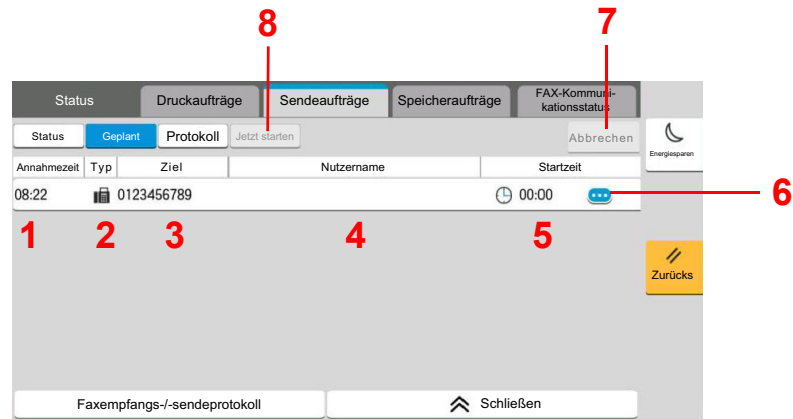 8
7
Status
Druckaufträge
Sendeaufträge
Speicheraufträge
FAX-Kommuni-
kationsstatus
Status
Geplant
Protokoll
Jetzt starten
Abbrechen
Energiesparen
Annahmezeit
Typ
Ziel
Nutzername
Startzeit
08:22
0123456789
00:00
6
1
2
3
4
5
Zurücks
Faxempfangs-/-sendeprotokoll
Schließen